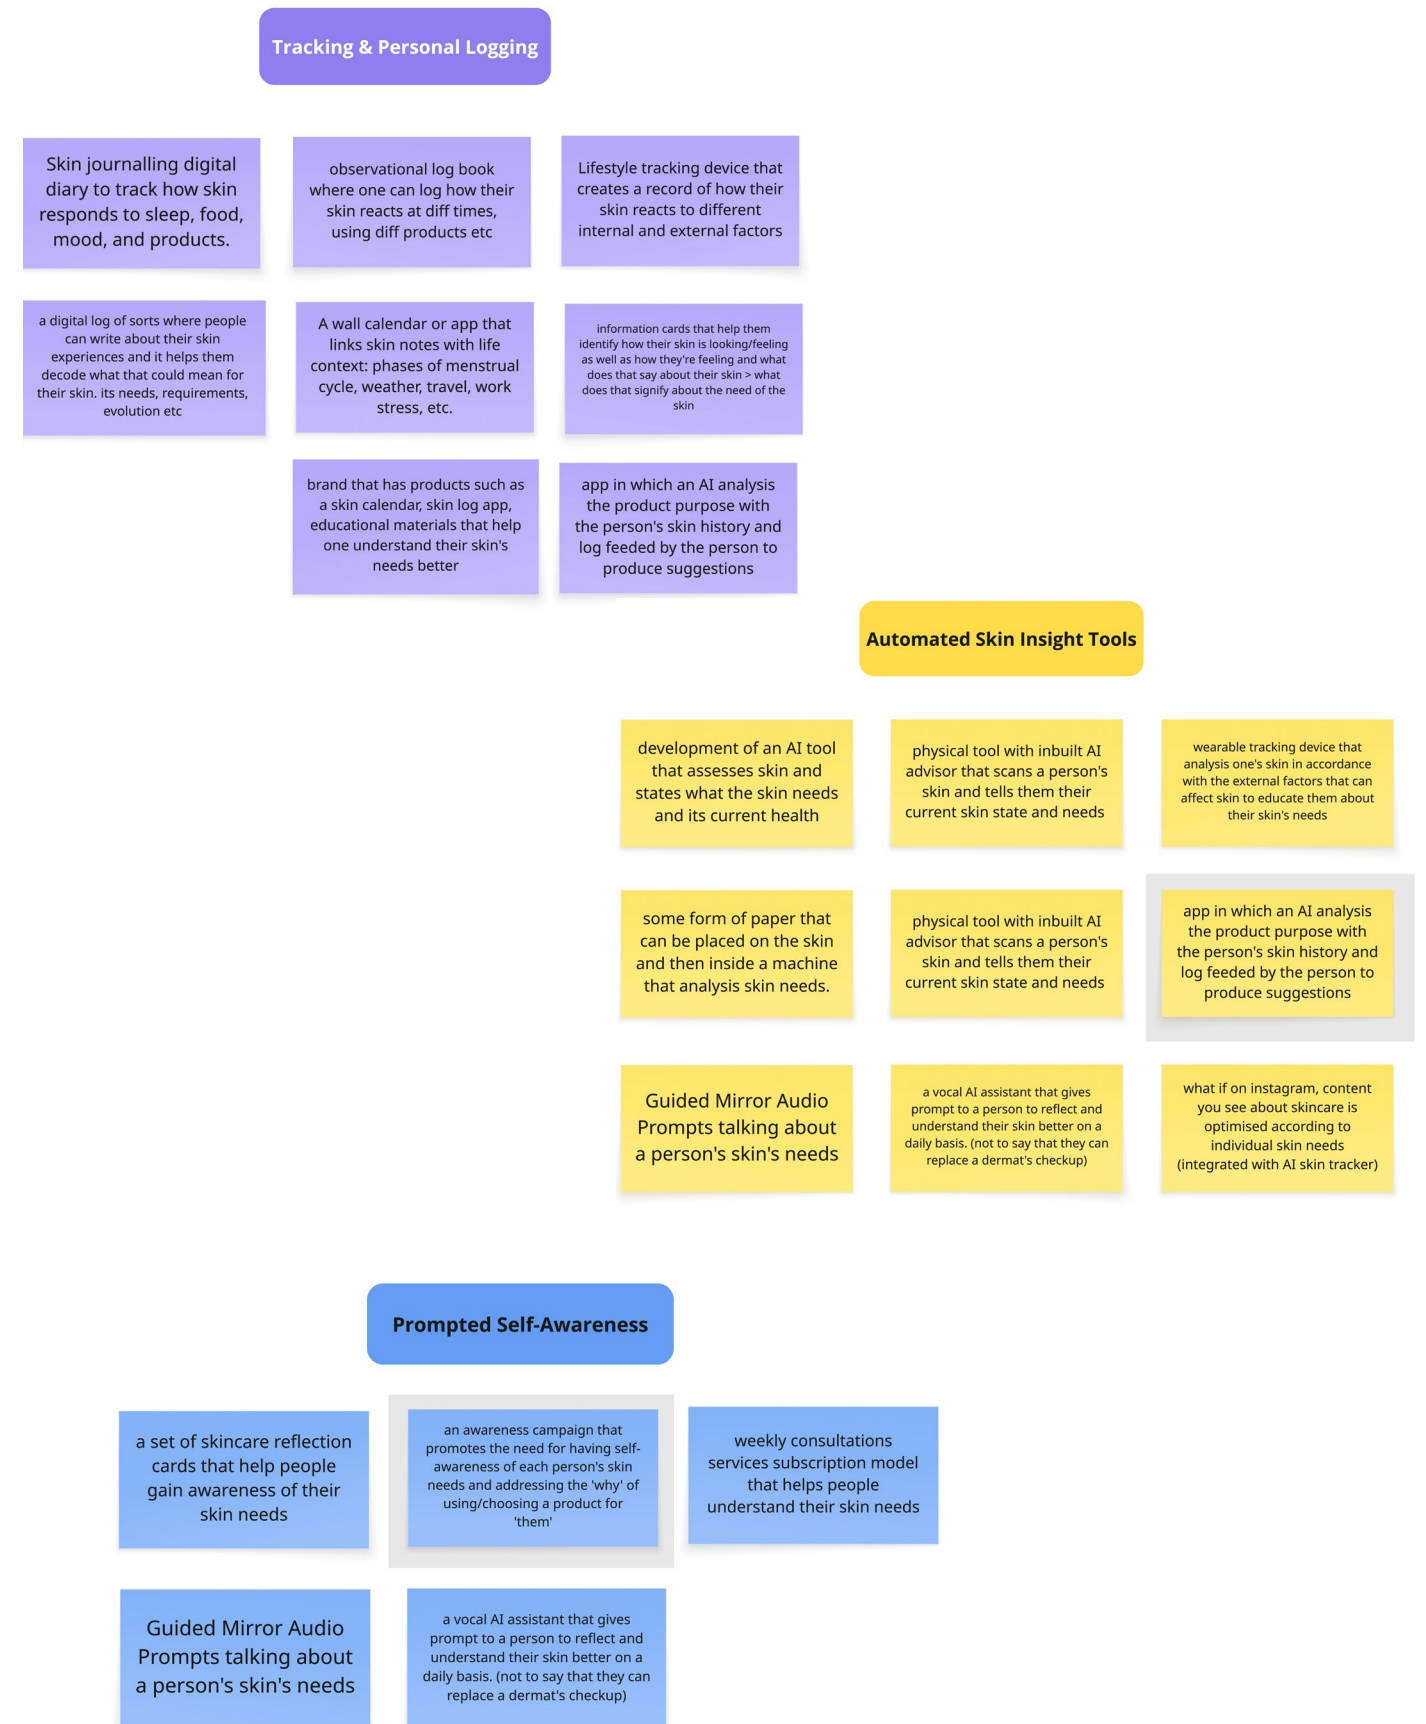 Tracking & Personal Logging
Skin journalling digital
diary to track how skin
responds to sleep, food,
mood, and products.
observational log book
where one can log how their
skin reacts at diff times,
using diff products etc
Lifestyle tracking device that
creates a record of how their
skin reacts to different
internal and external factors
a digital log of sorts where people
can write about their skin
experiences and it helps them
decode what that could mean for
their skin. its needs, requirements,
evolution etc
A wall calendar or app that
links skin notes with life
context: phases of menstrual
cycle, weather, travel, work
stress, etc.
information cards that help them
identify how their skin is looking/feeling
as well as how they're feeling and what
does that say about their skin > what
does that signify about the need of the
skin
brand that has products such as
a skin calendar, skin log app,
educational materials that help
one understand their skin's
needs better
app in which an AI analysis
the product purpose with
the person's skin history and
log feeded by the person to
produce suggestions
Automated Skin Insight Tools
development of an AI tool
that assesses skin and
states what the skin needs
and its current health
physical tool with inbuilt AI
advisor that scans a person's
skin and tells them their
current skin state and needs
wearable tracking device that
analysis one's skin in accordance
with the external factors that can
affect skin to educate them about
their skin's needs
some form of paper that
can be placed on the skin
and then inside a machine
that analysis skin needs.
physical tool with inbuilt AI
advisor that scans a person's
skin and tells them their
current skin state and needs
app in which an AI analysis
the product purpose with
the person's skin history and
log feeded by the person to
produce suggestions
Guided Mirror Audio
Prompts talking about
a person's skin's needs
a vocal AI assistant that gives
prompt to a person to reflect and
understand their skin better on a
daily basis. (not to say that they can
replace a dermat's checkup)
what if on instagram, content
you see about skincare is
optimised according to
individual skin needs
(integrated with AI skin tracker)
Prompted Self-Awareness
a set of skincare reflection
cards that help people
gain awareness of their
skin needs
an awareness campaign that
promotes the need for having self-
awareness of each person's skin
needs and addressing the 'why' of
using/choosing a product for
'them'
weekly consultations
services subscription model
that helps people
understand their skin needs
Guided Mirror Audio
Prompts talking about
a person's skin's needs
a vocal AI assistant that gives
prompt to a person to reflect and
understand their skin better on a
daily basis. (not to say that they can
replace a dermat's checkup)